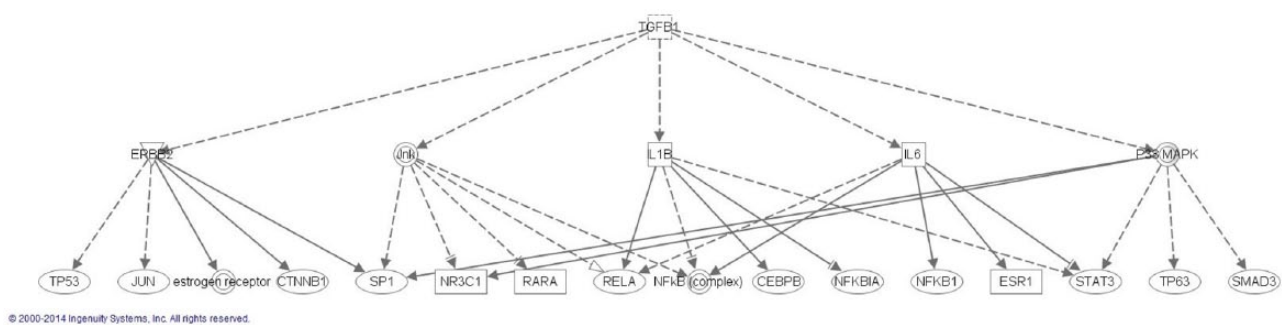 TGFB1
ERBB2 Jnk IL1B IL6 P38 MAPK
TP53 JUN estrogen receptor CTNNB1 SP1 NR3C1 RARA RELA NFkB (complex) CEBPB NFKBIA NFKB1 ESR1 STAT3 TP63 SMAD3
© 2000-2014 Ingenuity Systems, Inc. All rights reserved.